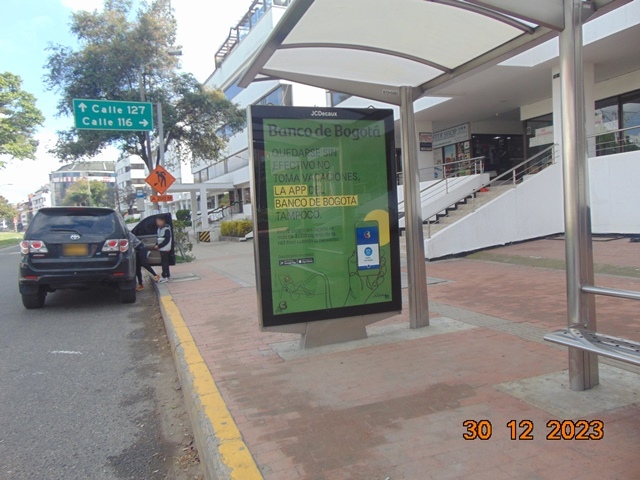 Calle 127
Calle 116
JCDecaux
Banco de Bogotá
QUEDARSE SIN
EFECTIVO NO
TOMA VACACIONES,
LA APP DEL
BANCO DE BOGOTÁ
TAMPOCO.
30 12 2023